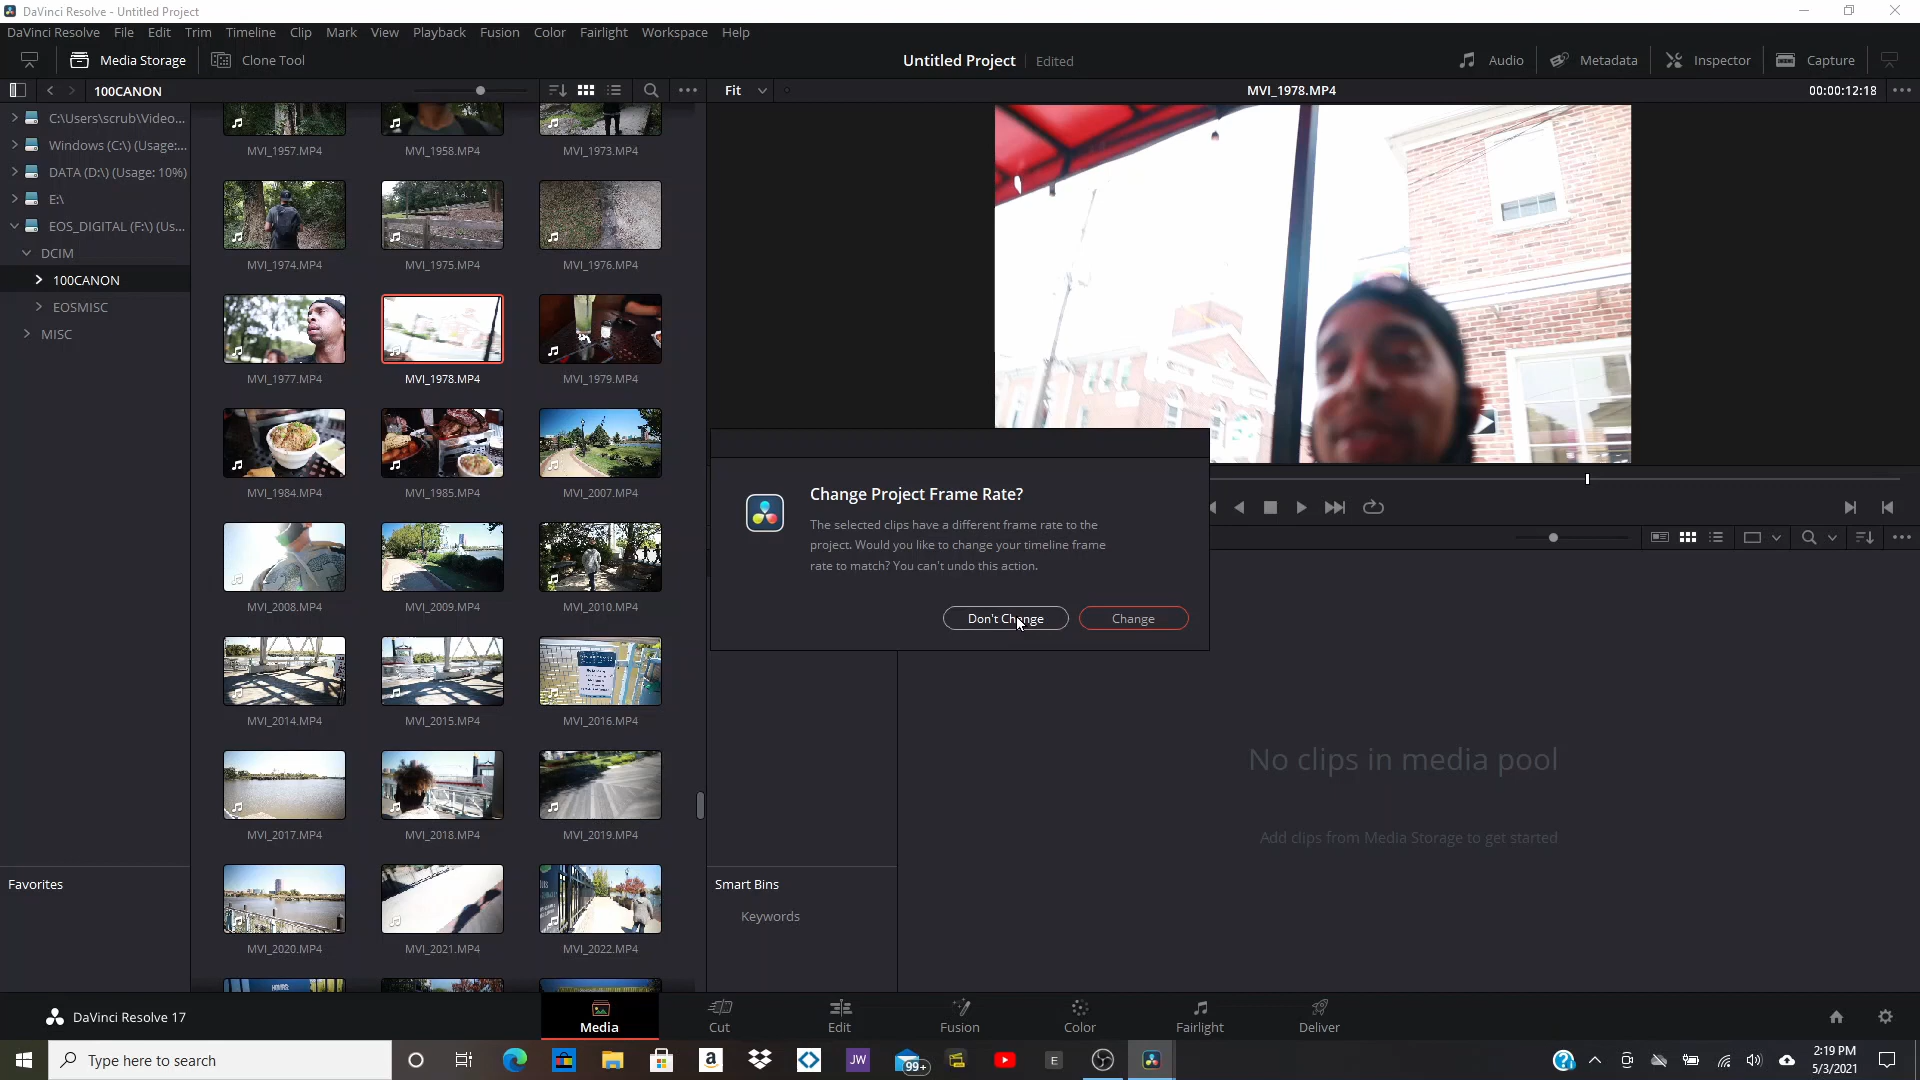 DaVinci Resolve - Untitled Project
DaVinci Resolve File Edit Trim Timeline Clip Mark View Playback Fusion Color Fairlight Workspace Help
Media Storage Clone Tool Untitled Project Edited Audio Metadata Inspector Capture
100CANON Fit MVI_1978.MP4 00:00:12:18
C:\Users\scrub\Video...
Windows (C:\) (Usage:...
DATA (D:\) (Usage: 10%)
E:\
EOS_DIGITAL (F:\) (Us...
DCIM
100CANON
EOSMISC
MISC
MVI_1957.MP4 MVI_1958.MP4 MVI_1973.MP4
MVI_1974.MP4 MVI_1975.MP4 MVI_1976.MP4
MVI_1977.MP4 MVI_1978.MP4 MVI_1979.MP4
MVI_1984.MP4 MVI_1985.MP4 MVI_2007.MP4
MVI_2008.MP4 MVI_2009.MP4 MVI_2010.MP4
MVI_2014.MP4 MVI_2015.MP4 MVI_2016.MP4
MVI_2017.MP4 MVI_2018.MP4 MVI_2019.MP4
MVI_2020.MP4 MVI_2021.MP4 MVI_2022.MP4
Change Project Frame Rate?
The selected clips have a different frame rate to the
project. Would you like to change your timeline frame
rate to match? You can't undo this action.
Don't Change Change
No clips in media pool
Add clips from Media Storage to get started
Favorites
Smart Bins
Keywords
DaVinci Resolve 17
Media Cut Edit Fusion Color Fairlight Deliver
Type here to search
a
JW
99+
E
2:19 PM
5/3/2021